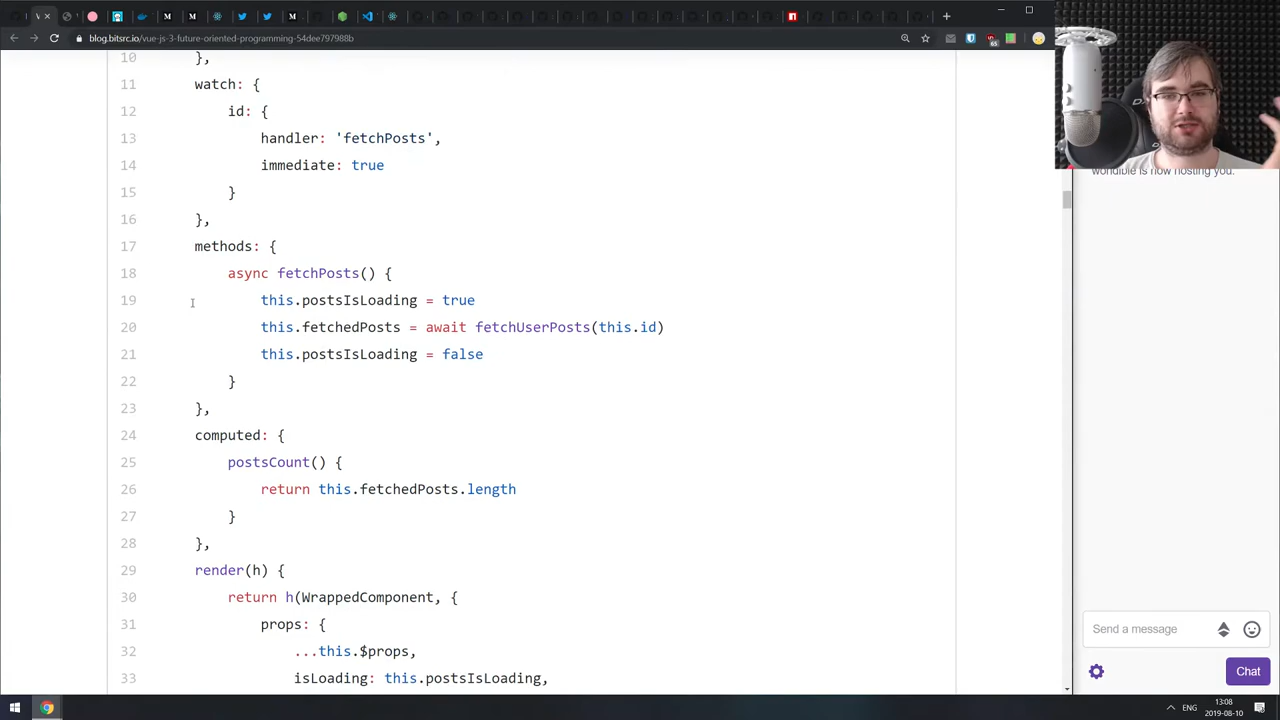 blog.bitsrc.io/vue-js-3-future-oriented-programming-54dee797988b
10 },
11 watch: {
12 id: {
13 handler: 'fetchPosts',
14 immediate: true
15 }
16 },
17 methods: {
18 async fetchPosts() {
19 this.postsIsLoading = true
20 this.fetchedPosts = await fetchUserPosts(this.id)
21 this.postsIsLoading = false
22 }
23 },
24 computed: {
25 postsCount() {
26 return this.fetchedPosts.length
27 }
28 },
29 render(h) {
30 return h(WrappedComponent, {
31 props: {
32 ...this.$props,
33 isLoading: this.postsIsLoading,
wondible is now hosting you.
Send a message
Chat
ENG
13:08
2019-08-10